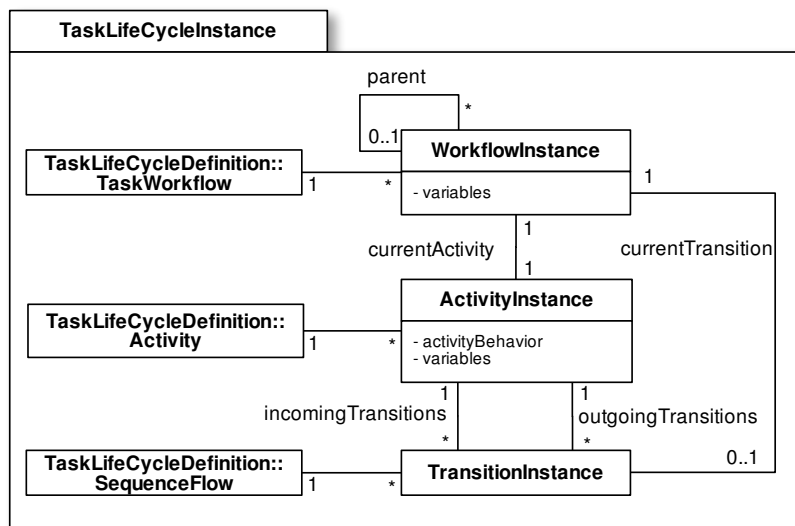 TaskLifeCycleInstance
parent
*
0..1
WorkflowInstance
- variables
TaskLifeCycleDefinition::
TaskWorkflow
1
*
1
1
currentActivity
currentTransition
1
ActivityInstance
- activityBehavior
- variables
TaskLifeCycleDefinition::
Activity
1
*
1
1
incomingTransitions
outgoingTransitions
*
*
0..1
TransitionInstance
TaskLifeCycleDefinition::
SequenceFlow
1
*